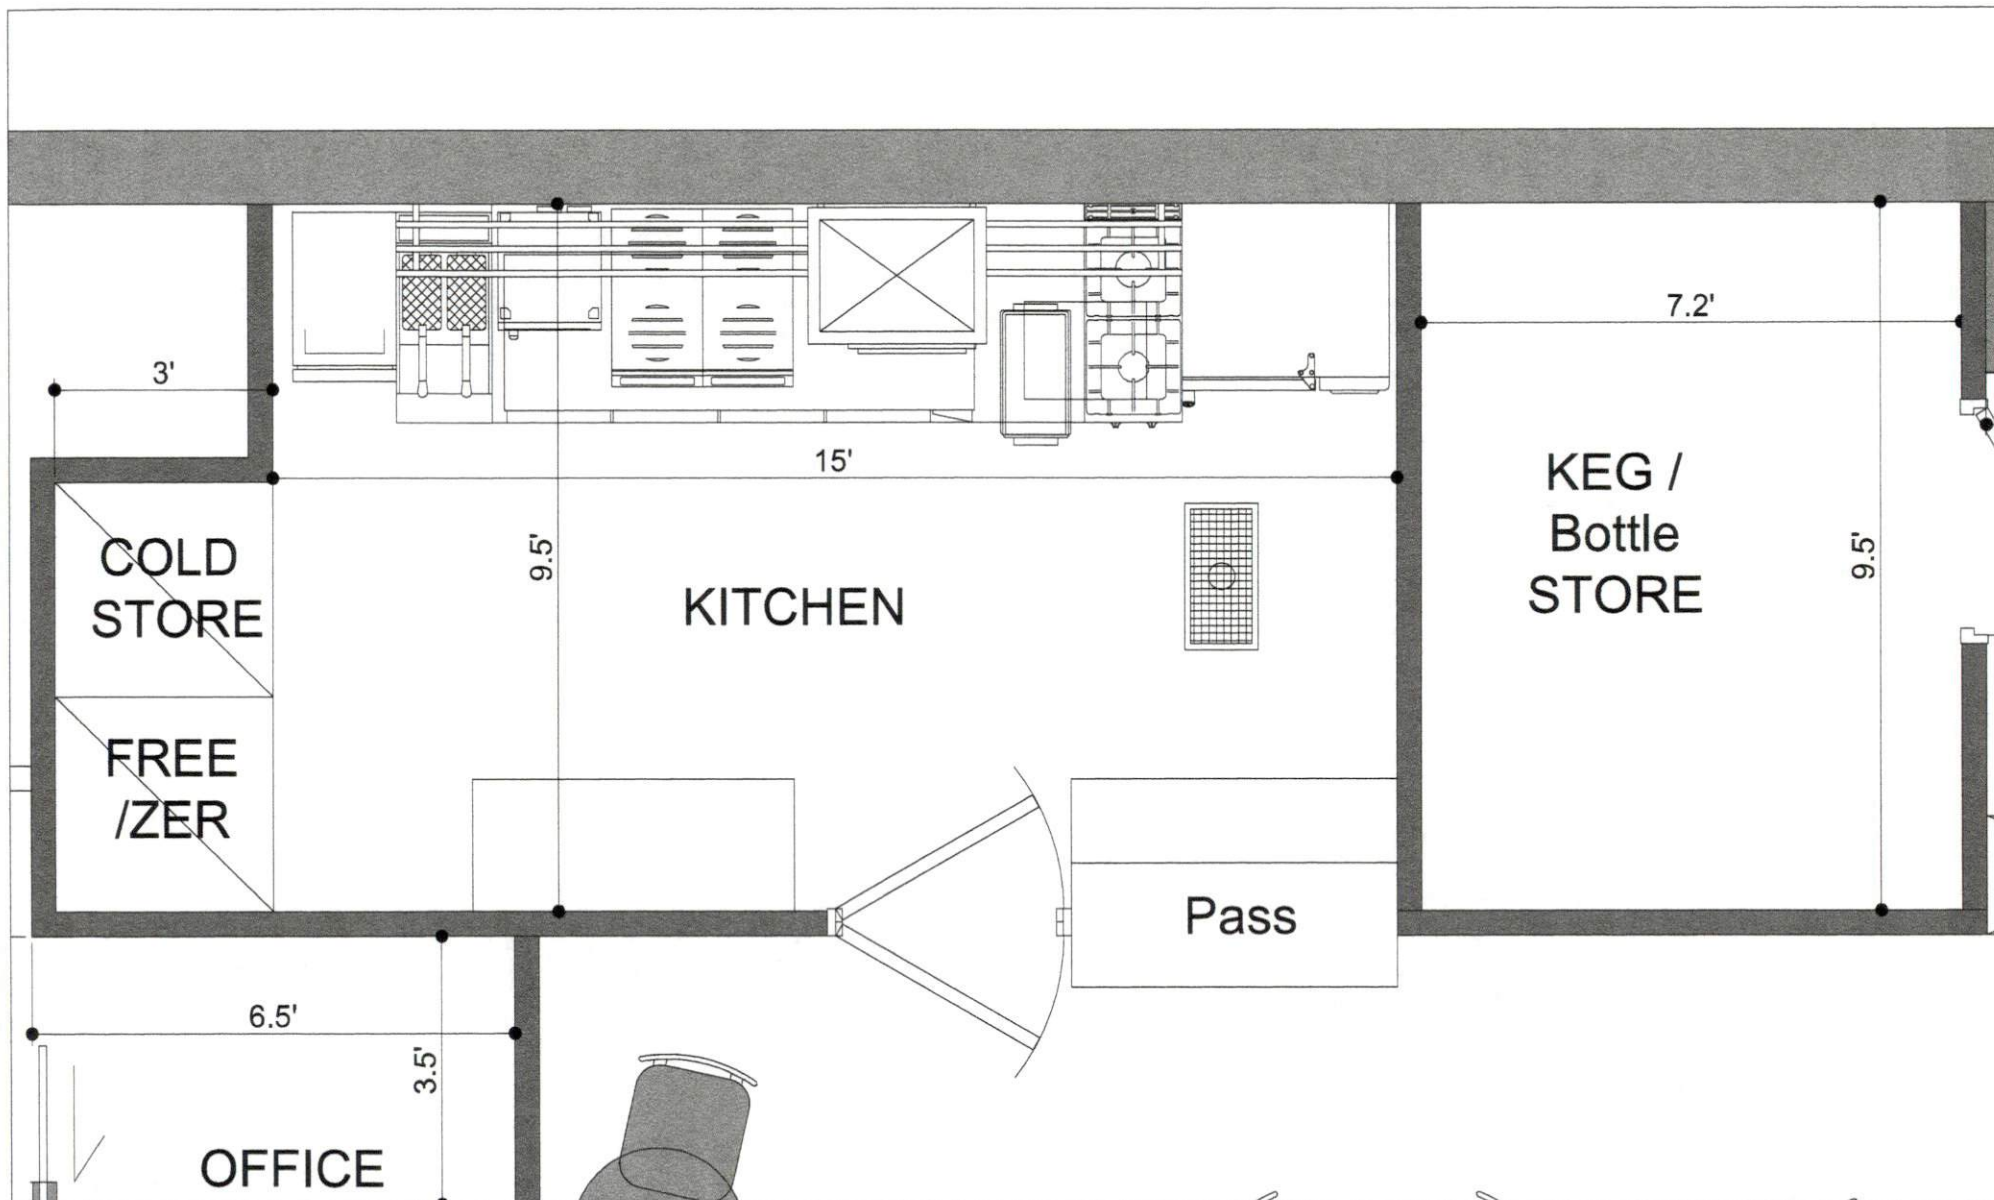 3'
7.2'
15'
9.5'
KEG /
Bottle
STORE
9.5'
COLD
STORE
KITCHEN
FREE
/ZER
Pass
6.5'
3.5'
OFFICE